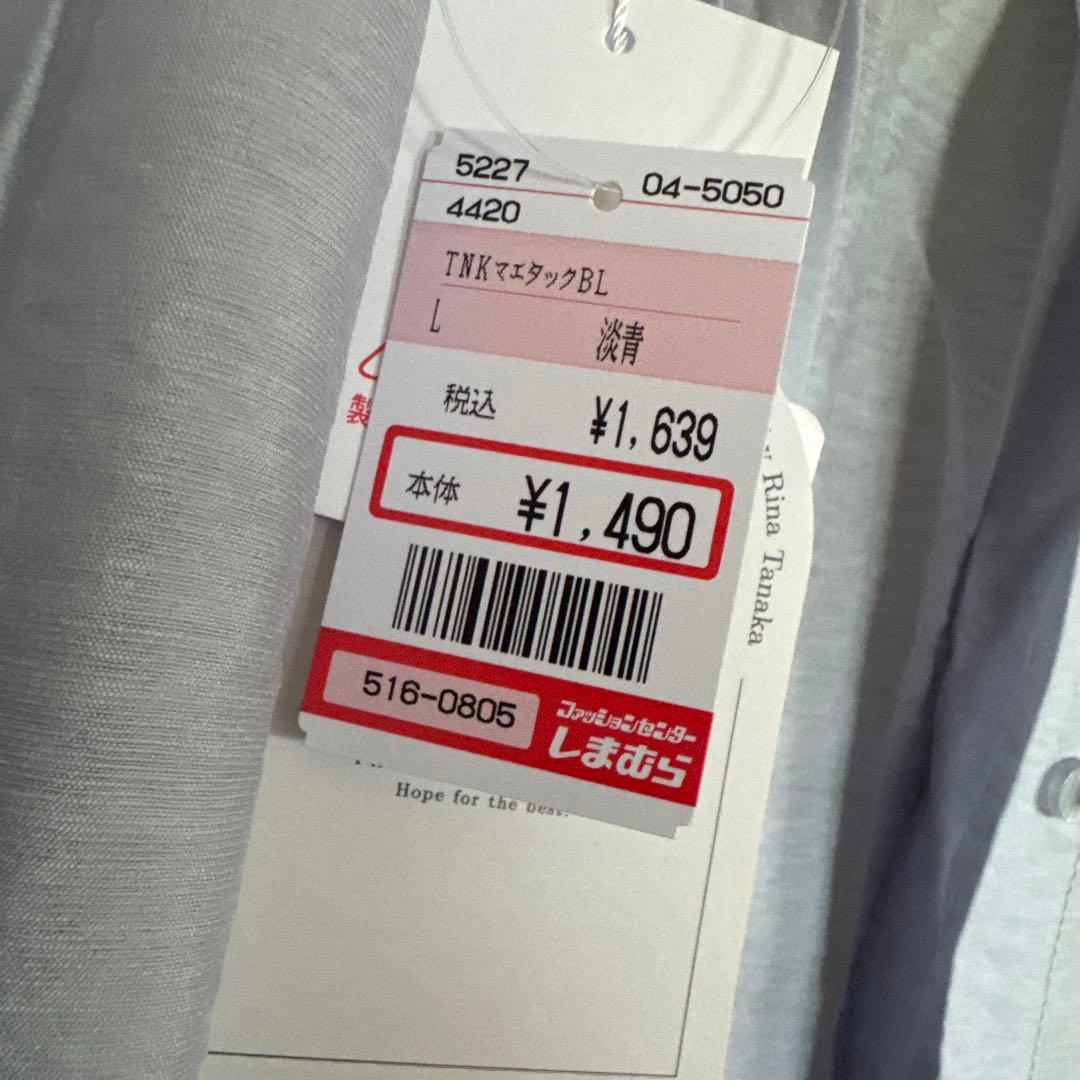 5227
04-5050
4420
TNKマエタックBL
L
淡青
税込
¥1,639
本体
¥1,490
516-0805
ファッションセンター
しまむら
製
Rina Tanaka
Hope for the best.